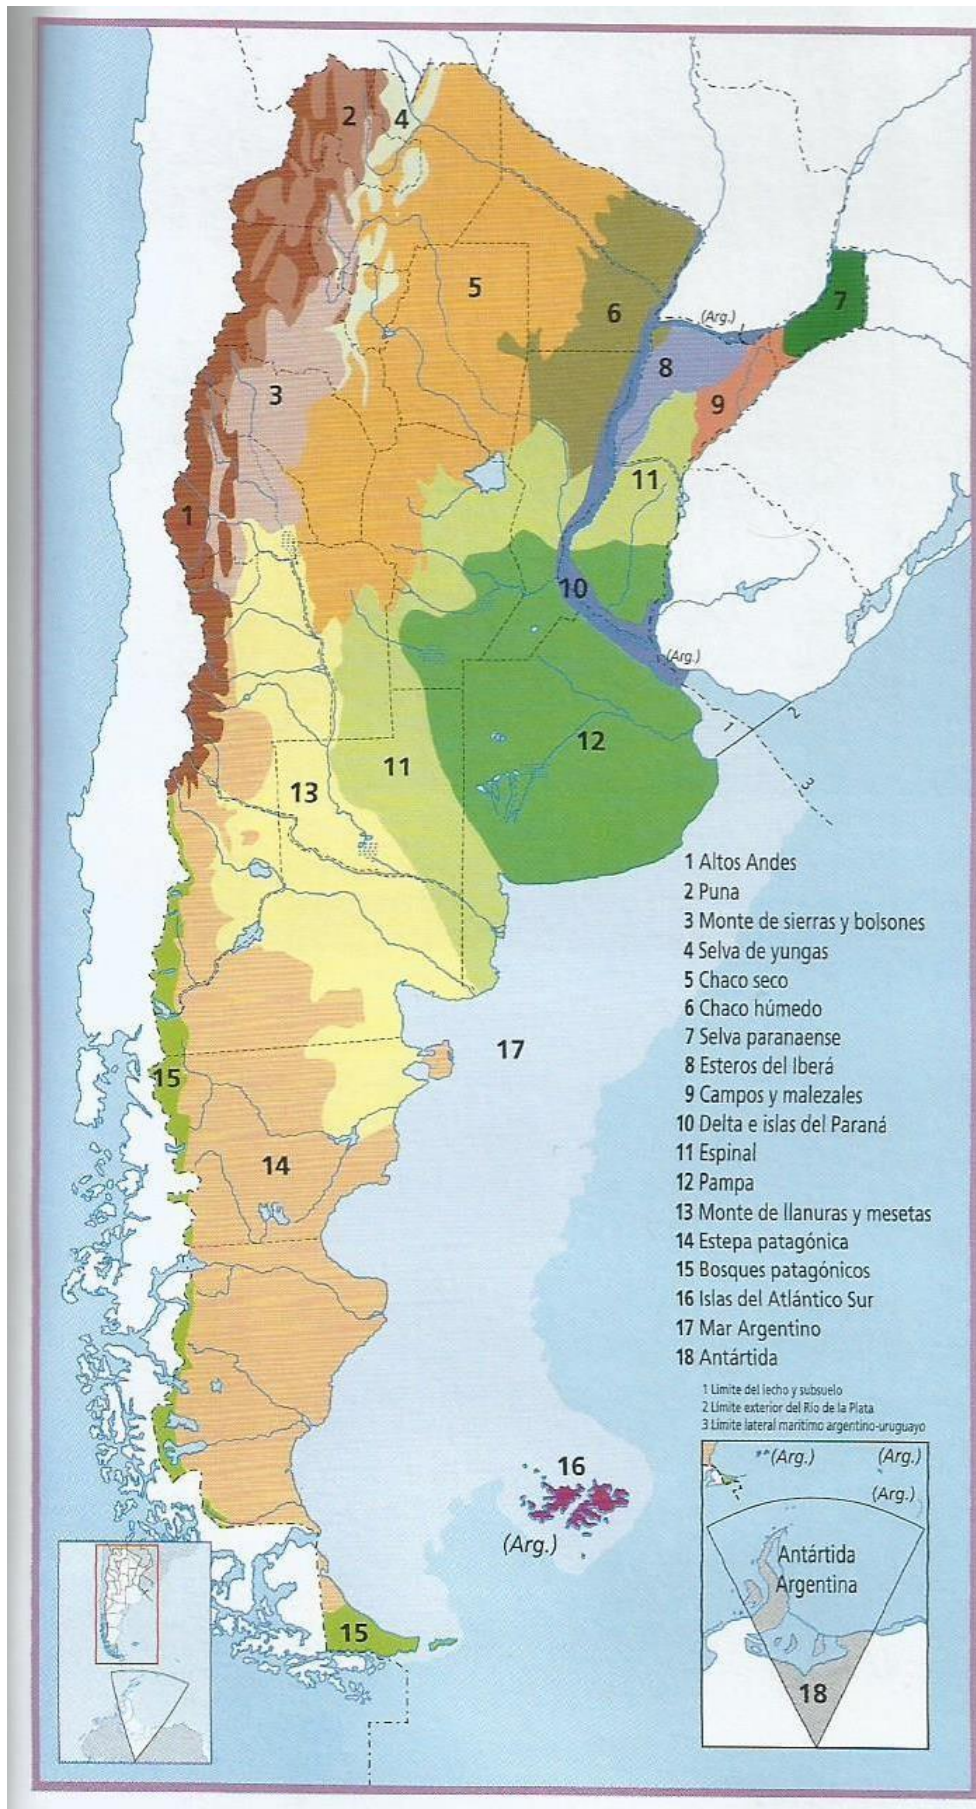 2
4
5
6
(Arg.)
7
8
3
9
11
1
10
(Arg.)
2
1
12
11
3
13
1 Altos Andes
2 Puna
3 Monte de sierras y bolsones
4 Selva de yungas
5 Chaco seco
6 Chaco húmedo
7 Selva paranaense
8 Esteros del Iberá
9 Campos y malezales
10 Delta e islas del Paraná
11 Espinal
12 Pampa
13 Monte de llanuras y mesetas
14 Estepa patagónica
15 Bosques patagónicos
16 Islas del Atlántico Sur
17 Mar Argentino
18 Antártida
17
15
14
1 Límite del lecho y subsuelo
2 Límite exterior del Río de la Plata
3 Límite lateral marítimo argentino-uruguayo
16
(Arg.)
(Arg.)
(Arg.)
(Arg.)
Antártida
Argentina
15
18